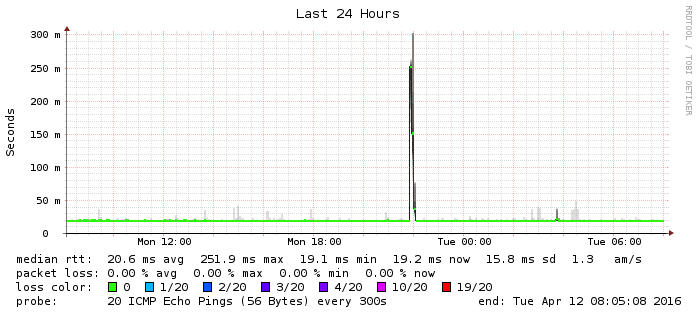 Last 24 Hours
RRDTOOL / TOBI OETIKER
Seconds
300 m
250 m
200 m
150 m
100 m
50 m
0
Mon 12:00 Mon 18:00 Tue 00:00 Tue 06:00
median rtt: 20.6 ms avg 251.9 ms max 19.1 ms min 19.2 ms now 15.8 ms sd 1.3 am/s
packet loss: 0.00 % avg 0.00 % max 0.00 % min 0.00 % now
loss color: 0 1/20 2/20 3/20 4/20 10/20 19/20
probe: 20 ICMP Echo Pings (56 Bytes) every 300s end: Tue Apr 12 08:05:08 2016